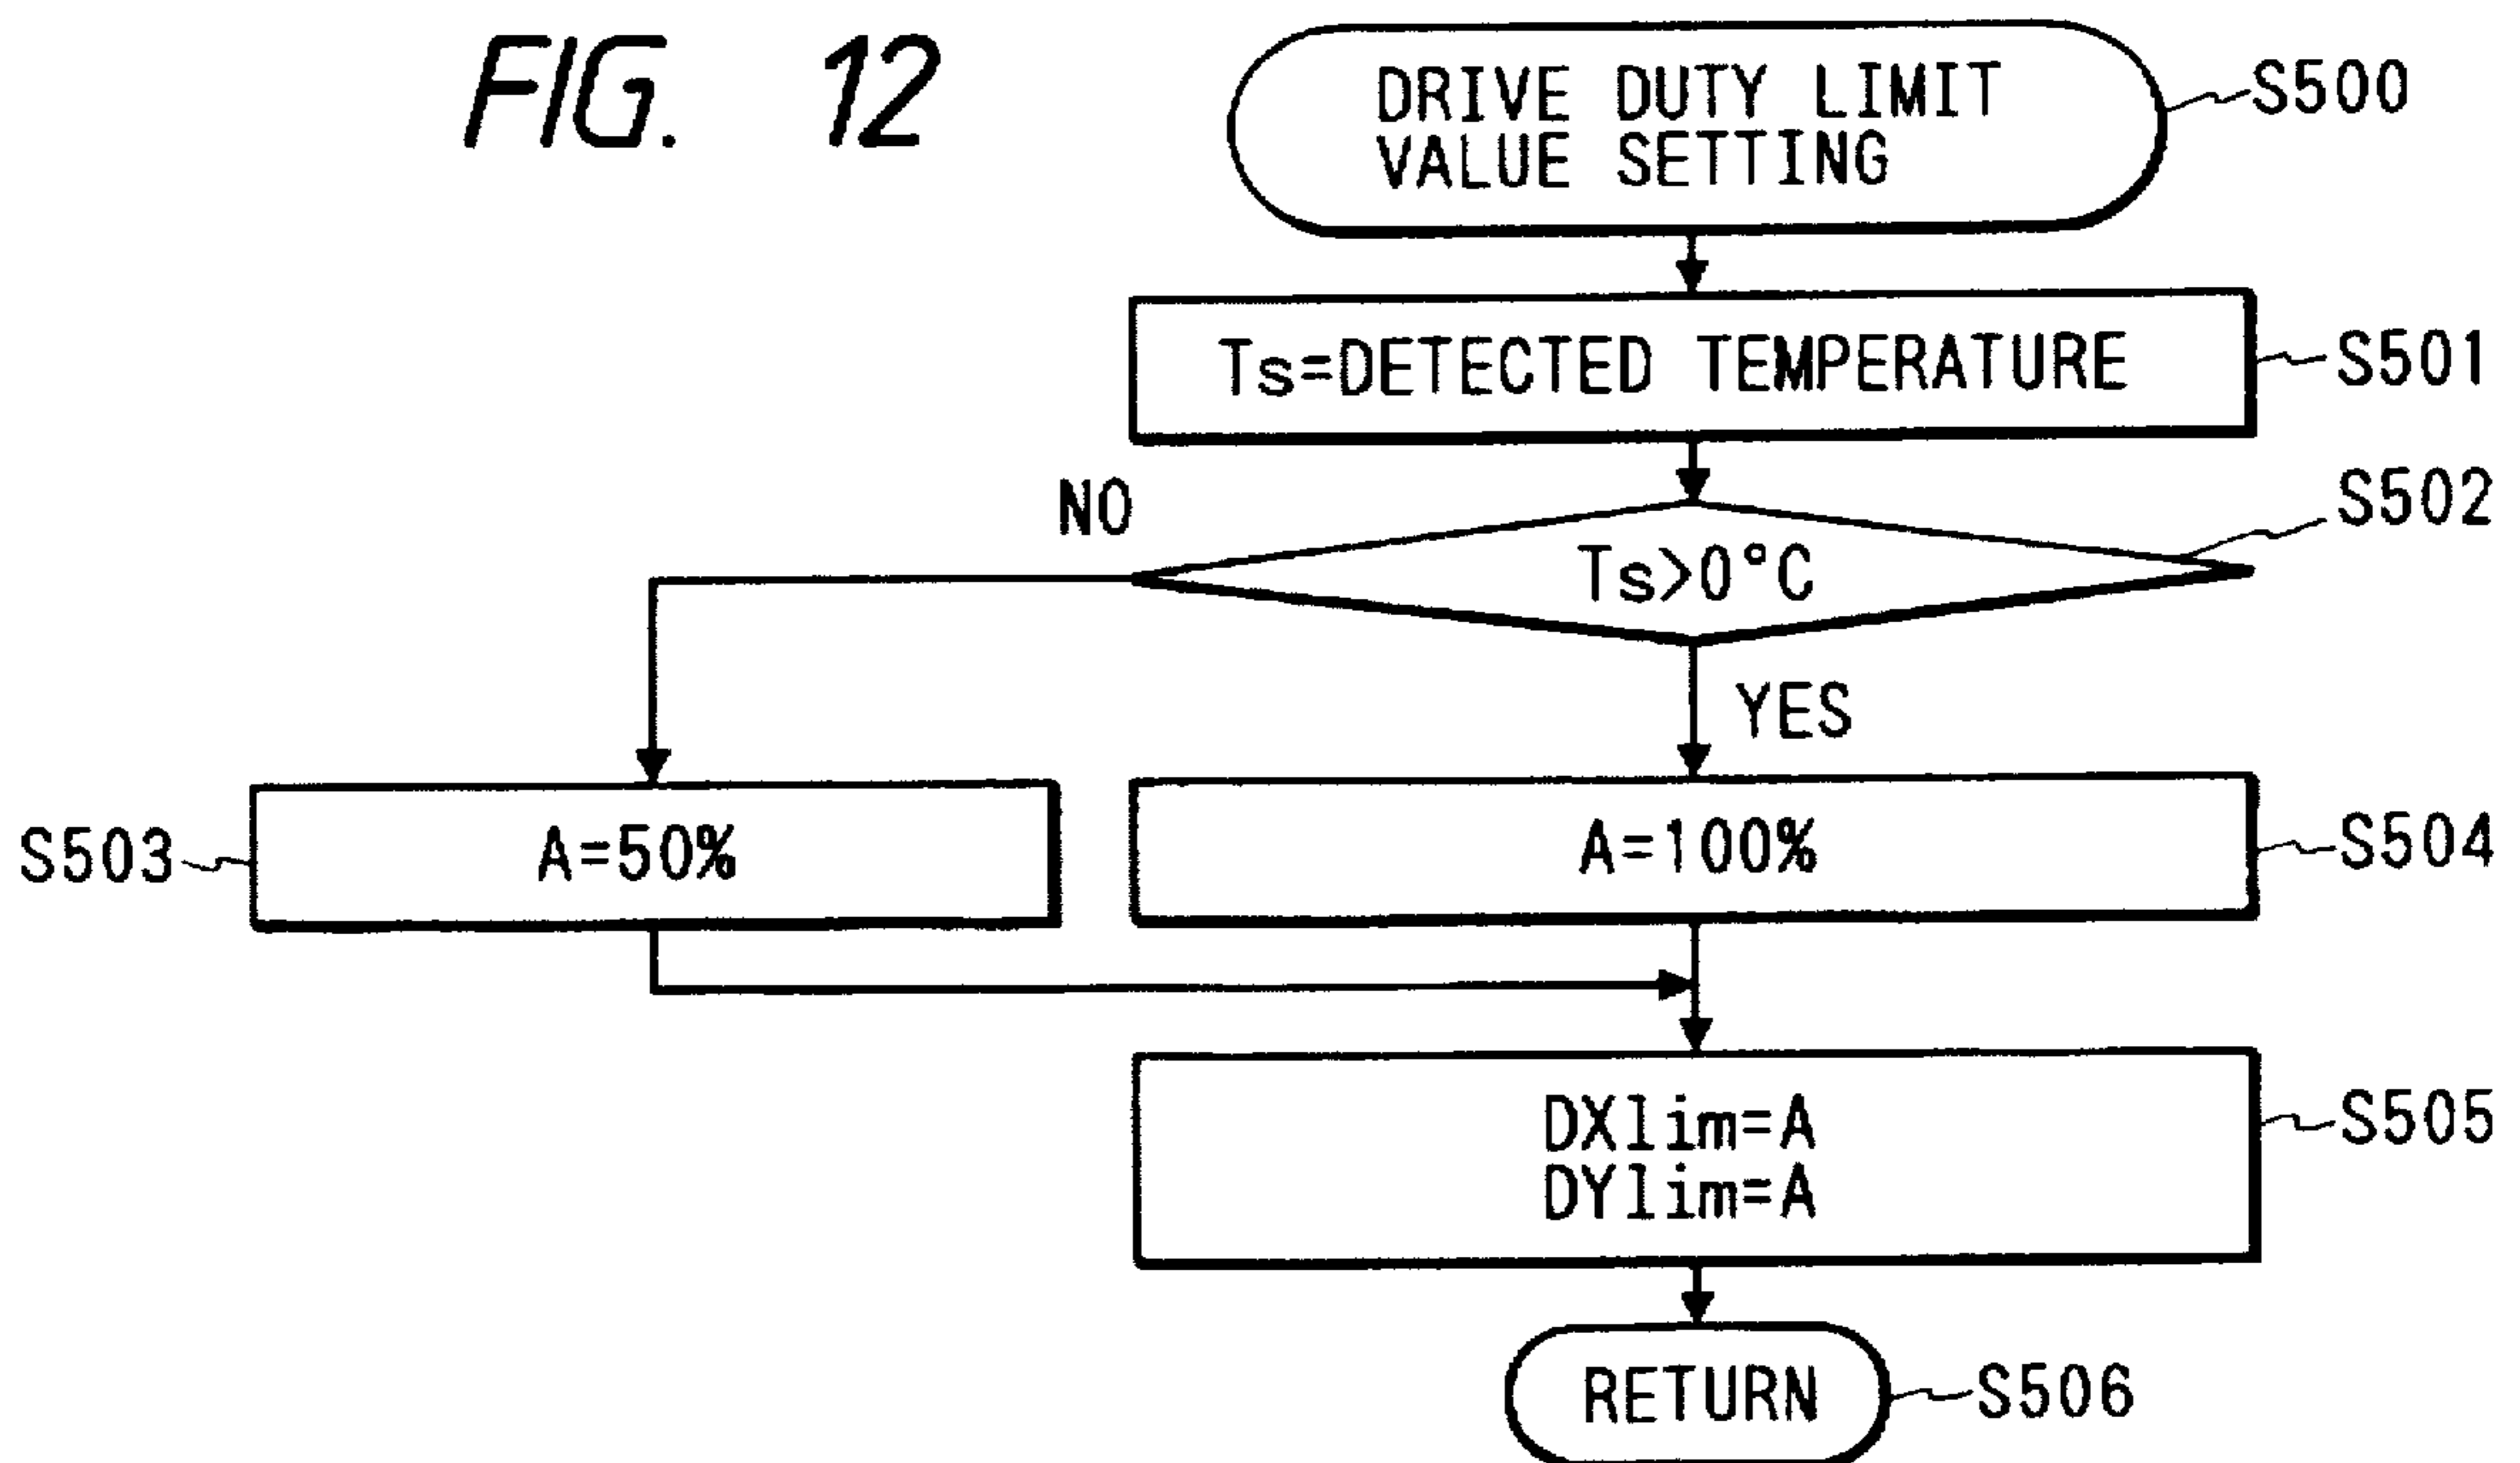 FIG. 12
DRIVE DUTY LIMIT
VALUE SETTING
S500
Ts=DETECTED TEMPERATURE
S501
NO
S502
Ts>0°C
YES
S503
A=50%
A=100%
S504
DXlim=A
DYlim=A
S505
RETURN
S506